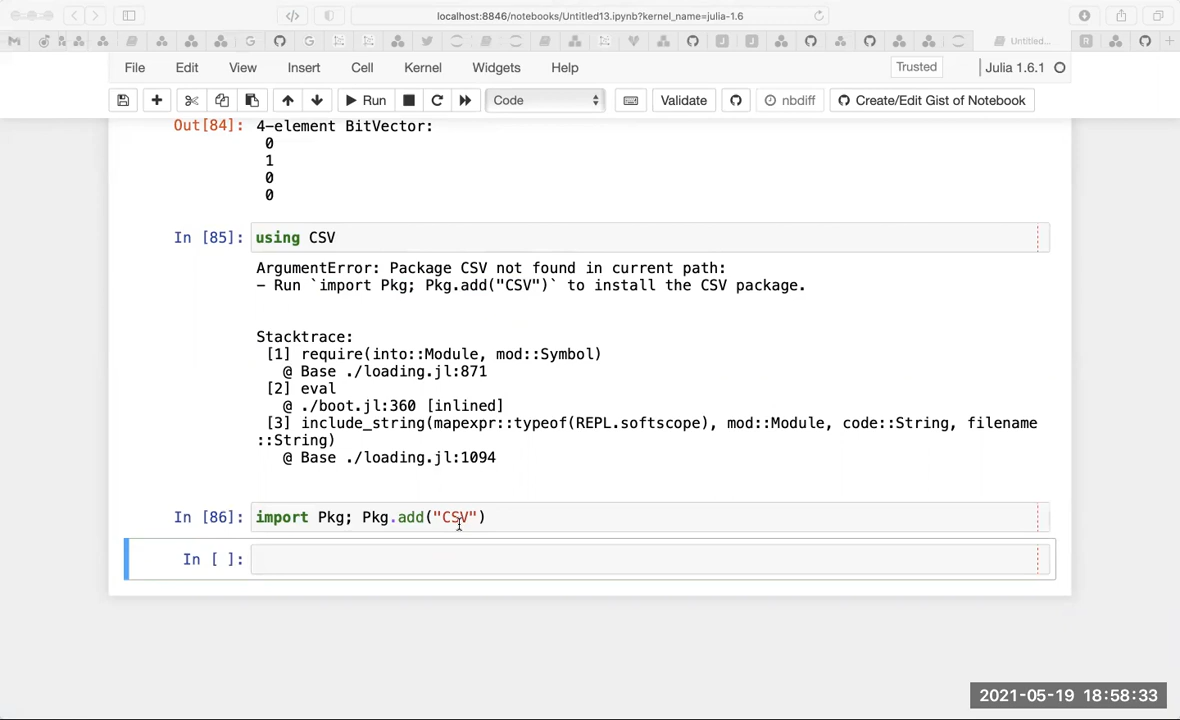 localhost:8846/notebooks/Untitled13.ipynb?kernel_name=julia-1.6
Untitled...
File Edit View Insert Cell Kernel Widgets Help Trusted Julia 1.6.1
Run Code Validate nbdiff Create/Edit Gist of Notebook
Out[84]: 4-element BitVector:
0
1
0
0
In [85]: using CSV
ArgumentError: Package CSV not found in current path:
- Run `import Pkg; Pkg.add("CSV")` to install the CSV package.
Stacktrace:
[1] require(into::Module, mod::Symbol)
@ Base ./loading.jl:871
[2] eval
@ ./boot.jl:360 [inlined]
[3] include_string(mapexpr::typeof(REPL.softscope), mod::Module, code::String, filename
::String)
@ Base ./loading.jl:1094
In [86]: import Pkg; Pkg.add("CSV")
In [ ]:
2021-05-19 18:58:33